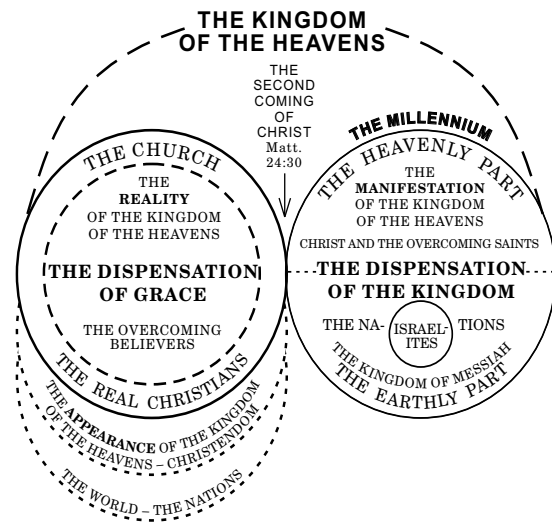 THE KINGDOM
OF THE HEAVENS
THE
SECOND
COMING
OF
CHRIST
Matt.
24:30
THE CHURCH
THE
REALITY
OF THE KINGDOM
OF THE HEAVENS
THE DISPENSATION
OF GRACE
THE OVERCOMING
BELIEVERS
THE REAL CHRISTIANS
THE APPEARANCE OF THE KINGDOM
OF THE HEAVENS – CHRISTENDOM
THE WORLD – THE NATIONS
THE MILLENNIUM
THE HEAVENLY PART
THE
MANIFESTATION
OF THE KINGDOM
OF THE HEAVENS
CHRIST AND THE OVERCOMING SAINTS
THE DISPENSATION
OF THE KINGDOM
THE NA- TIONS
ISRAEL-
ITES
THE KINGDOM OF MESSIAH
THE EARTHLY PART